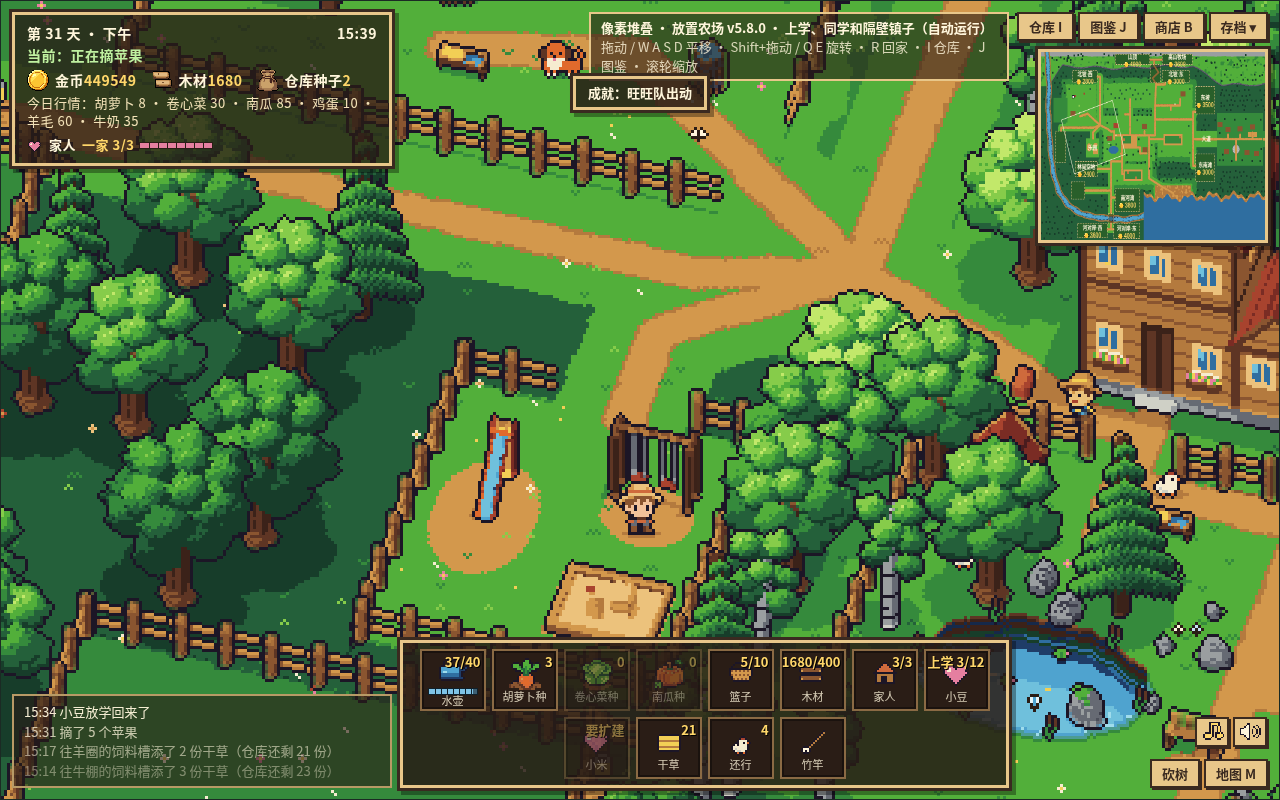 第 31 天 · 下午
15:39
当前：正在摘苹果
金币449549 木材1680 仓库种子2
今日行情：胡萝卜 8 · 卷心菜 30 · 南瓜 85 · 鸡蛋 10 ·
羊毛 60 · 牛奶 35
家人 一家 3/3
像素堆叠 · 放置农场 v5.8.0 · 上学、同学和隔壁镇子（自动运行）
拖动 / W A S D 平移 · Shift+拖动 / Q E 旋转 · R 回家 · I 仓库 · J
图鉴 · 滚轮缩放
成就：旺旺队出动
仓库 I
图鉴 J
商店 B
存档 ▾
15:34 小豆放学回来了
15:31 摘了 5 个苹果
15:17 往羊圈的饲料槽添了 2 份干草（仓库还剩 21 份）
15:14 往牛棚的饲料槽添了 3 份干草（仓库还剩 23 份）
37/40
水壶
3
胡萝卜种
0
卷心菜种
0
南瓜种
5/10
篮子
1680/400
木材
3/3
家人
上学 3/12
小豆
要扩建
小米
21
干草
4
还行
竹竿
砍树
地图 M